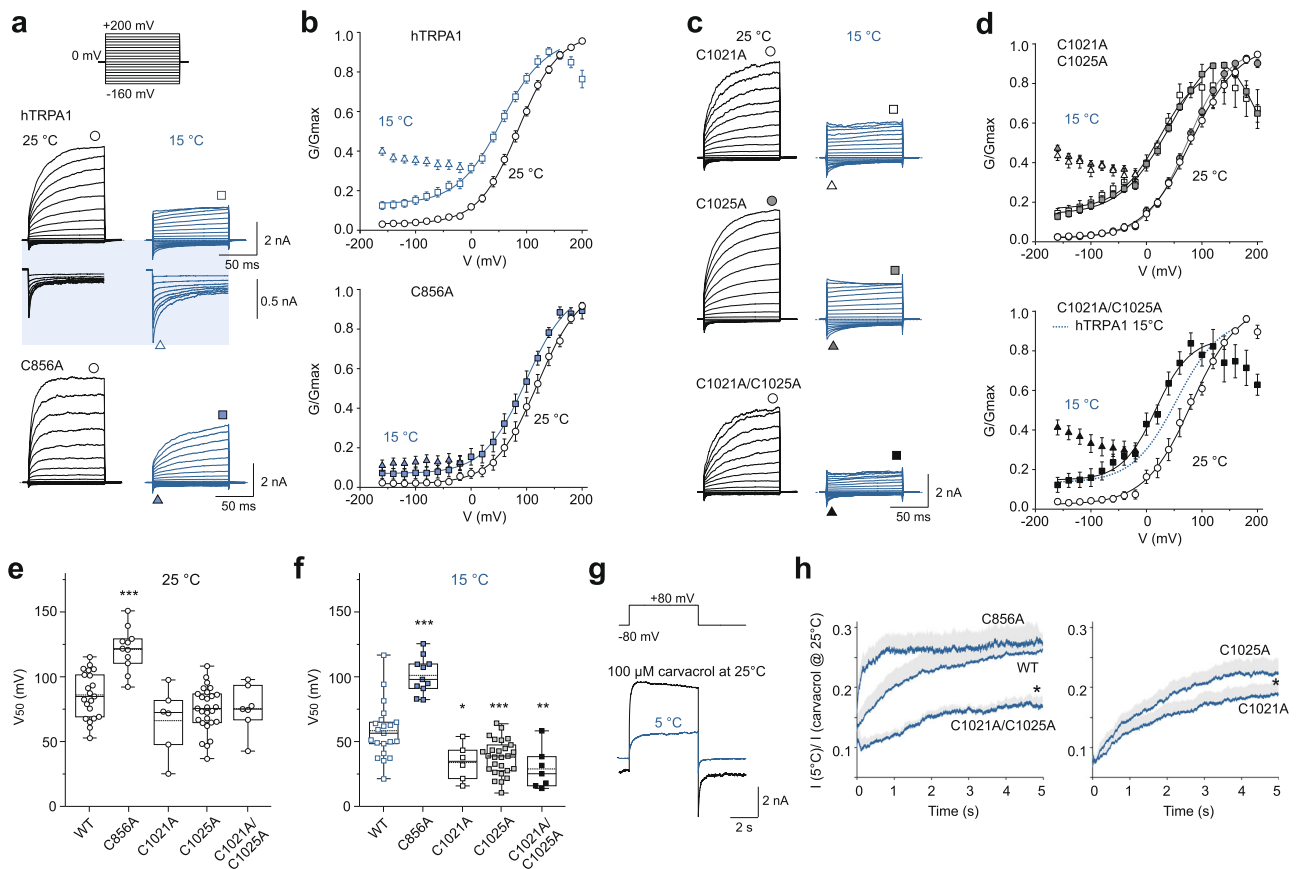 a
+200 mV
0 mV
-160 mV
hTRPA1
25 °C
15 °C
2 nA
50 ms
0.5 nA
C856A
2 nA
50 ms
b
hTRPA1
1.0
0.8
0.6
0.4
0.2
0.0
G/Gmax
15 °C
25 °C
-200
-100
0
100
200
V (mV)
C856A
1.0
0.8
0.6
0.4
0.2
0.0
G/Gmax
15 °C
25 °C
-200
-100
0
100
200
V (mV)
c
25 °C
15 °C
C1021A
C1025A
C1021A/C1025A
2 nA
50 ms
d
C1021A
C1025A
1.0
0.8
0.6
0.4
0.2
0.0
G/Gmax
15 °C
25 °C
-200
-100
0
100
200
V (mV)
C1021A/C1025A
hTRPA1 15°C
1.0
0.8
0.6
0.4
0.2
0.0
G/Gmax
15 °C
25 °C
-200
-100
0
100
200
V (mV)
e
25 °C
***
150
100
50
0
V50 (mV)
WT
C856A
C1021A
C1025A
C1021A/
C1025A
f
15 °C
***
*
***
**
150
100
50
0
V50 (mV)
WT
C856A
C1021A
C1025A
C1021A/
C1025A
g
+80 mV
-80 mV
100 µM carvacrol at 25°C
5 °C
2 nA
2 s
h
I (5°C)/ I (carvacrol @ 25°C)
0.3
0.2
0.1
C856A
WT
*
C1021A/C1025A
0
1
2
3
4
5
Time (s)
0.3
0.2
0.1
C1025A
*
C1021A
0
1
2
3
4
5
Time (s)